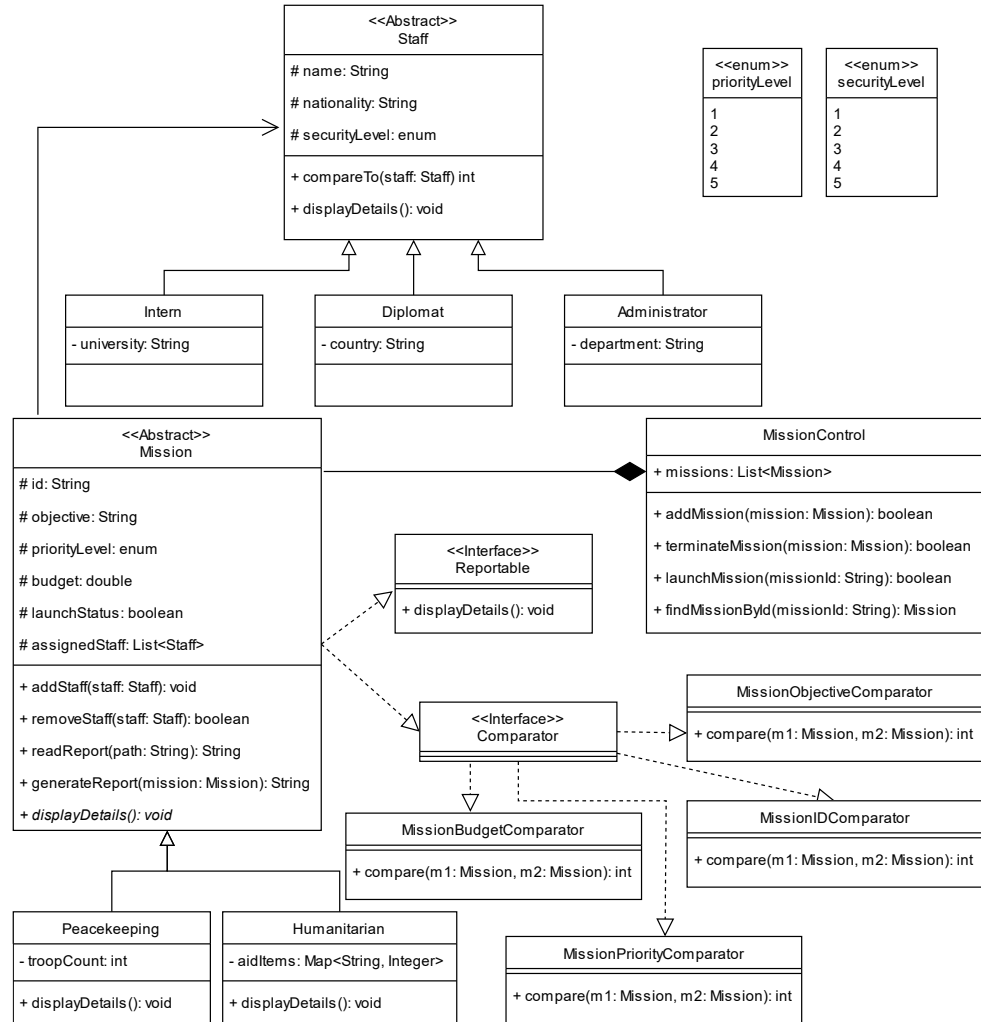 <<Abstract>>
Staff
# name: String
# nationality: String
# securityLevel: enum
+ compareTo(staff: Staff) int
+ displayDetails(): void
<<enum>>
priorityLevel
1
2
3
4
5
<<enum>>
securityLevel
1
2
3
4
5
Intern
- university: String
Diplomat
- country: String
Administrator
- department: String
<<Abstract>>
Mission
# id: String
# objective: String
# priorityLevel: enum
# budget: double
# launchStatus: boolean
# assignedStaff: List<Staff>
+ addStaff(staff: Staff): void
+ removeStaff(staff: Staff): boolean
+ readReport(path: String): String
+ generateReport(mission: Mission): String
+ displayDetails(): void
MissionControl
+ missions: List<Mission>
+ addMission(mission: Mission): boolean
+ terminateMission(mission: Mission): boolean
+ launchMission(missionId: String): boolean
+ findMissionById(missionId: String): Mission
<<Interface>>
Reportable
+ displayDetails(): void
<<Interface>>
Comparator
MissionObjectiveComparator
+ compare(m1: Mission, m2: Mission): int
MissionIDComparator
+ compare(m1: Mission, m2: Mission): int
MissionBudgetComparator
+ compare(m1: Mission, m2: Mission): int
MissionPriorityComparator
+ compare(m1: Mission, m2: Mission): int
Peacekeeping
- troopCount: int
+ displayDetails(): void
Humanitarian
- aidItems: Map<String, Integer>
+ displayDetails(): void